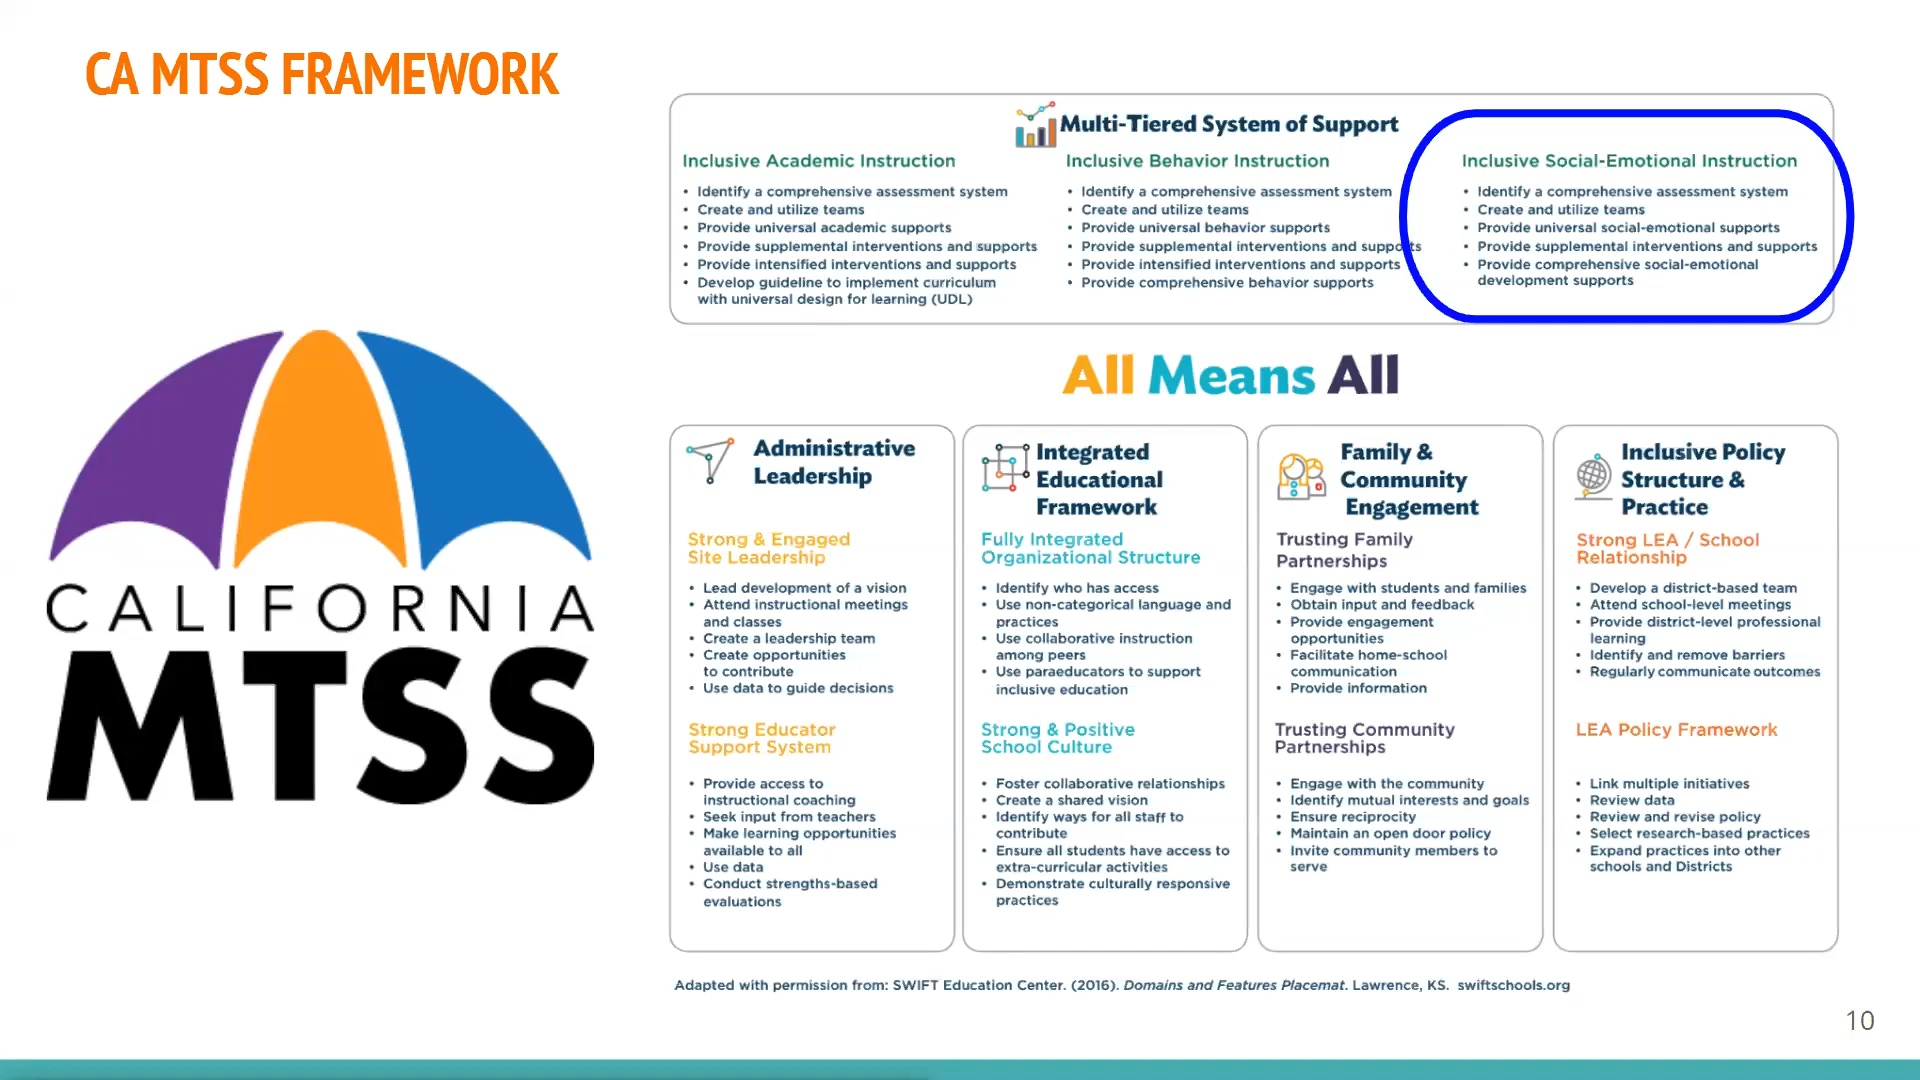 CA MTSS FRAMEWORK
Multi-Tiered System of Support
Inclusive Academic Instruction
• Identify a comprehensive assessment system
• Create and utilize teams
• Provide universal academic supports
• Provide supplemental interventions and supports
• Provide intensified interventions and supports
• Develop guideline to implement curriculum
with universal design for learning (UDL)
Inclusive Behavior Instruction
• Identify a comprehensive assessment system
• Create and utilize teams
• Provide universal behavior supports
• Provide supplemental interventions and supports
• Provide intensified interventions and supports
• Provide comprehensive behavior supports
Inclusive Social-Emotional Instruction
• Identify a comprehensive assessment system
• Create and utilize teams
• Provide universal social-emotional supports
• Provide supplemental interventions and supports
• Provide comprehensive social-emotional
development supports
All Means All
CALIFORNIA
MTSS
Administrative
Leadership
Strong & Engaged
Site Leadership
• Lead development of a vision
• Attend instructional meetings
and classes
• Create a leadership team
• Create opportunities
to contribute
• Use data to guide decisions
Strong Educator
Support System
• Provide access to
instructional coaching
• Seek input from teachers
• Make learning opportunities
available to all
• Use data
• Conduct strengths-based
evaluations
Integrated
Educational
Framework
Fully Integrated
Organizational Structure
• Identify who has access
• Use non-categorical language and
practices
• Use collaborative instruction
among peers
• Use paraeducators to support
inclusive education
Strong & Positive
School Culture
• Foster collaborative relationships
• Create a shared vision
• Identify ways for all staff to
contribute
• Ensure all students have access to
extra-curricular activities
• Demonstrate culturally responsive
practices
Family &
Community
Engagement
Trusting Family
Partnerships
• Engage with students and families
• Obtain input and feedback
• Provide engagement
opportunities
• Facilitate home-school
communication
• Provide information
Trusting Community
Partnerships
• Engage with the community
• Identify mutual interests and goals
• Ensure reciprocity
• Maintain an open door policy
• Invite community members to
serve
Inclusive Policy
Structure &
Practice
Strong LEA / School
Relationship
• Develop a district-based team
• Attend school-level meetings
• Provide district-level professional
learning
• Identify and remove barriers
• Regularly communicate outcomes
LEA Policy Framework
• Link multiple initiatives
• Review data
• Review and revise policy
• Select research-based practices
• Expand practices into other
schools and Districts
Adapted with permission from: SWIFT Education Center. (2016). Domains and Features Placemat. Lawrence, KS. swiftschools.org
10